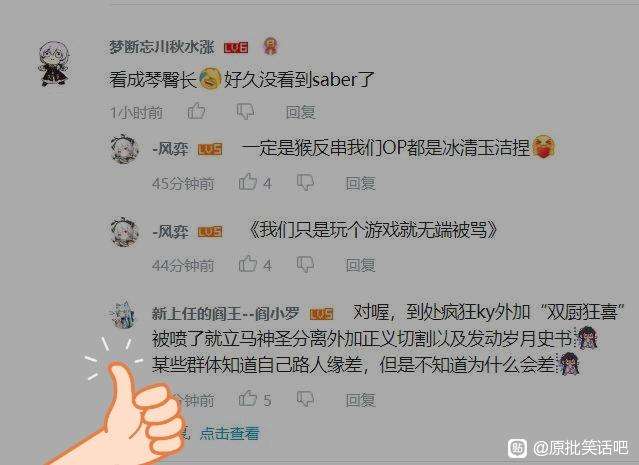 梦断忘川秋水涨 LV6
看成琴臀长好久没看到saber了
1小时前 回复
-风弈 LV5 一定是猴反串我们OP都是冰清玉洁捏
45分钟前 4 回复
-风弈 LV5 《我们只是玩个游戏就无端被骂》
44分钟前 4 回复
新上任的阎王--阎小罗 LV5 对喔，到处疯狂ky外加“双厨狂喜”
被喷了就立马神圣分离外加正义切割以及发动岁月史书
某些群体知道自己路人缘差，但是不知道为什么会差
分钟前 5 回复
复，点击查看
贴 @原批笑话吧